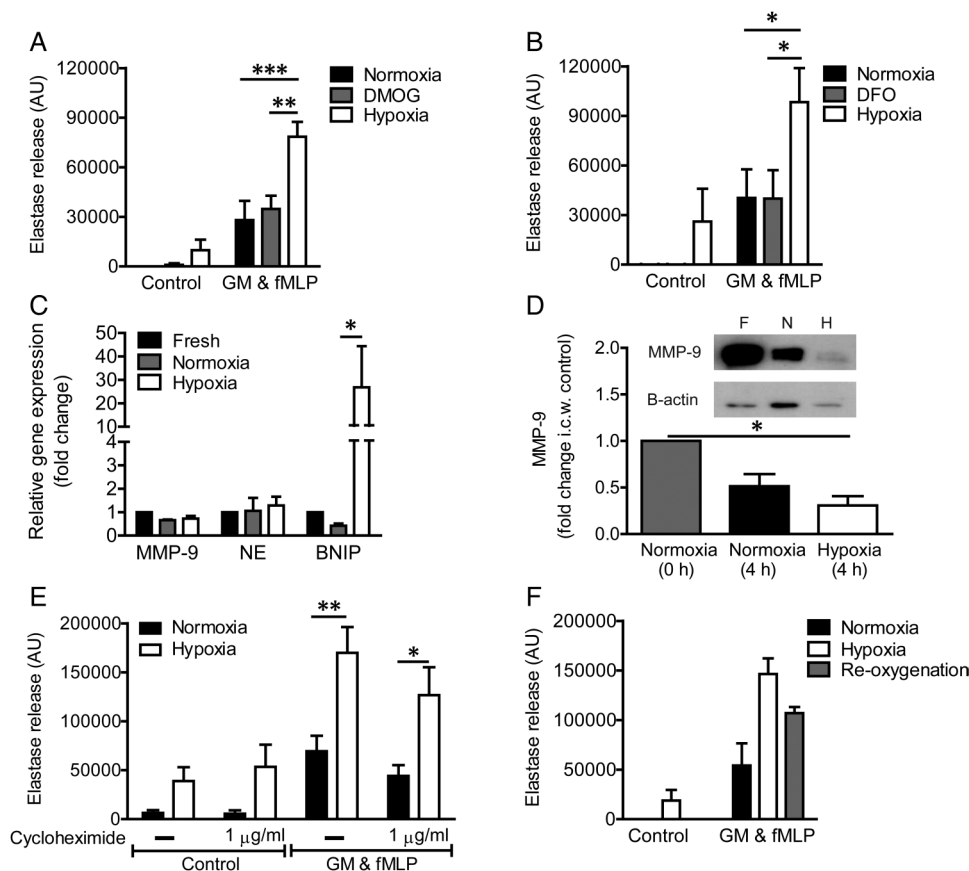 A
Elastase release (AU)
120000
90000
60000
30000
0
***
**
Normoxia
DMOG
Hypoxia
Control GM & fMLP
B
Elastase release (AU)
120000
90000
60000
30000
0
*
*
Normoxia
DFO
Hypoxia
Control GM & fMLP
C
Relative gene expression
(fold change)
50
40
30
20
10
4
2
1
0
Fresh
Normoxia
Hypoxia
*
MMP-9 NE BNIP
D
MMP-9
(fold change i.c.w. control)
2.0
1.5
1.0
0.5
0.0
F N H
MMP-9
B-actin
*
Normoxia Normoxia Hypoxia
(0 h) (4 h) (4 h)
E
Elastase release (AU)
200000
150000
100000
50000
0
Normoxia
Hypoxia
**
*
Cycloheximide – 1 µg/ml – 1 µg/ml
Control GM & fMLP
F
Elastase release (AU)
200000
150000
100000
50000
0
Normoxia
Hypoxia
Re-oxygenation
Control GM & fMLP